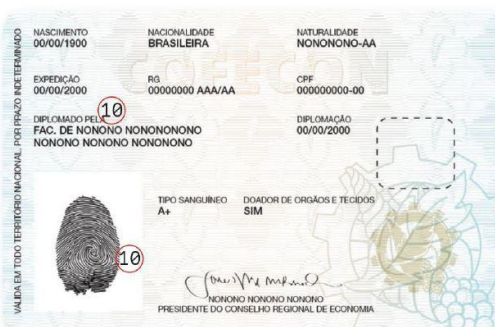 VÁLIDA EM TODO TERRITÓRIO NACIONAL, POR PRAZO INDETERMINADO
NASCIMENTO NACIONALIDADE NATURALIDADE
00/00/1900 BRASILEIRA NONONONO-AA
COFECON
EXPEDIÇÃO RG CPF
00/00/2000 00000000 AAA/AA 000000000-00
DIPLOMADO PELA 10 DIPLOMAÇÃO
FAC. DE NONONO NONONONONO 00/00/2000
NONONO NONONO NONONONO
TIPO SANGUÍNEO DOADOR DE ORGÃOS E TECIDOS
A+ SIM
10
NONONO NONONO NONONO
PRESIDENTE DO CONSELHO REGIONAL DE ECONOMIA